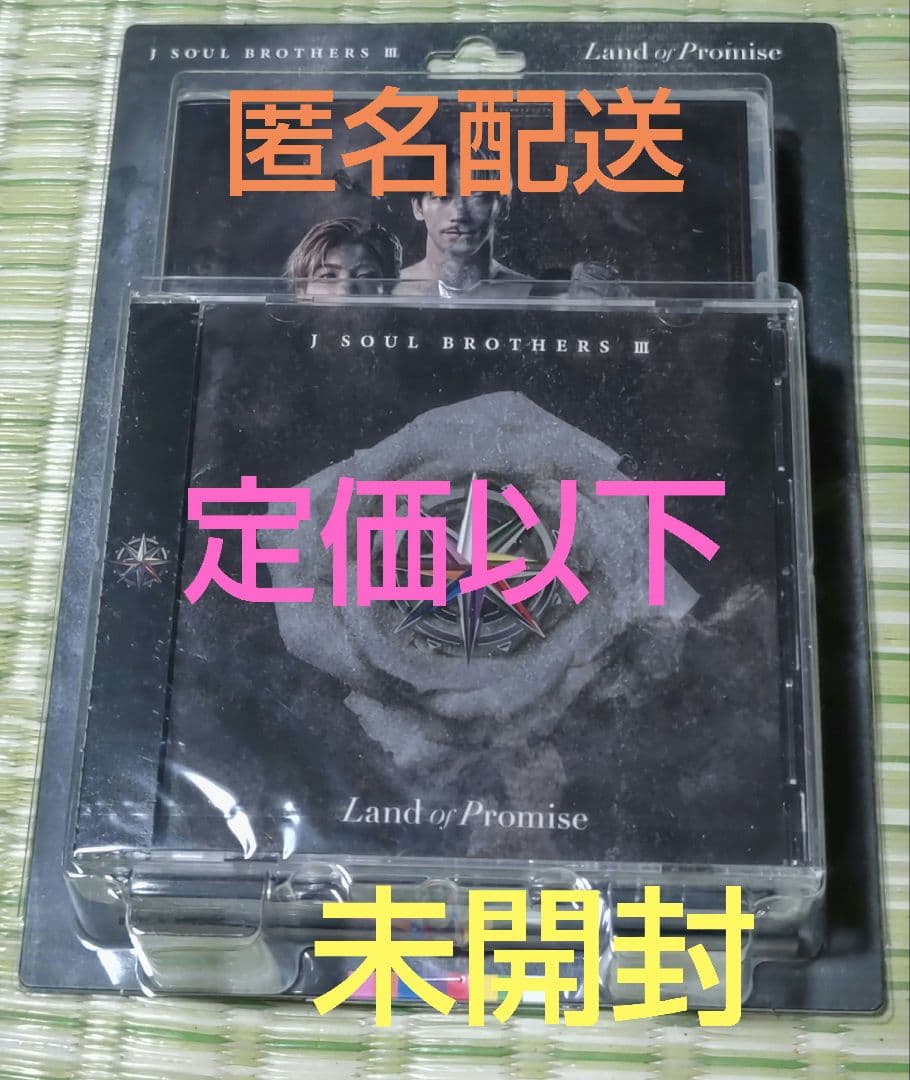 J SOUL BROTHERS Ⅲ
Land of Promise
匿名配送
J SOUL BROTHERS Ⅲ
定価以下
Land of Promise
未開封